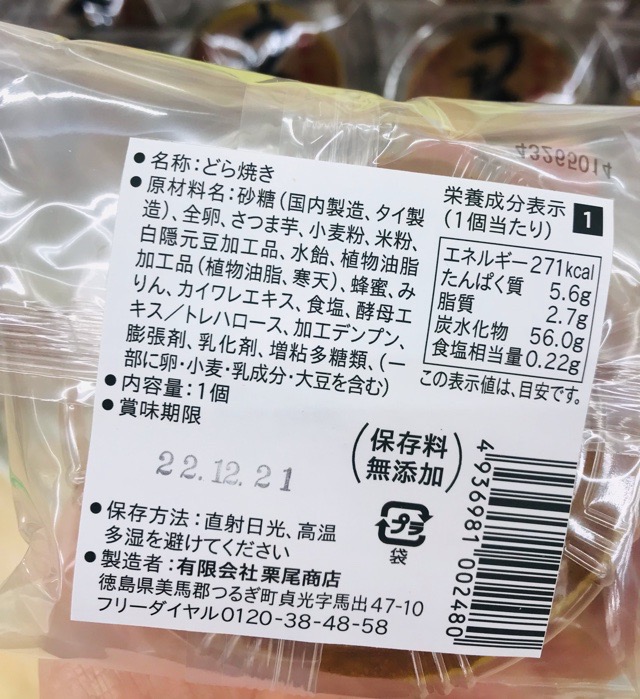 43265014
●名称:どら焼き
●原材料名:砂糖(国内製造、タイ製
造)、全卵、さつま芋、小麦粉、米粉、
白隠元豆加工品、水飴、植物油脂
加工品(植物油脂、寒天)、蜂蜜、み
りん、カイワレエキス、食塩、酵母エ
キス/トレハロース、加工デンプン、
膨張剤、乳化剤、増粘多糖類、(一
部に卵・小麦・乳成分・大豆を含む)
●内容量:1個
●賞味期限
22.12.21
栄養成分表示
(1個当たり)
1
エネルギー271kcal
たんぱく質 5.6g
脂質 2.7g
炭水化物 56.0g
食塩相当量0.22g
この表示値は、目安です。
(保存料
無添加)
プラ
袋
4936981002480
●保存方法:直射日光、高温
多湿を避けてください
●製造者:有限会社栗尾商店
徳島県美馬郡つるぎ町貞光字馬出47-10
フリーダイヤル0120-38-48-58